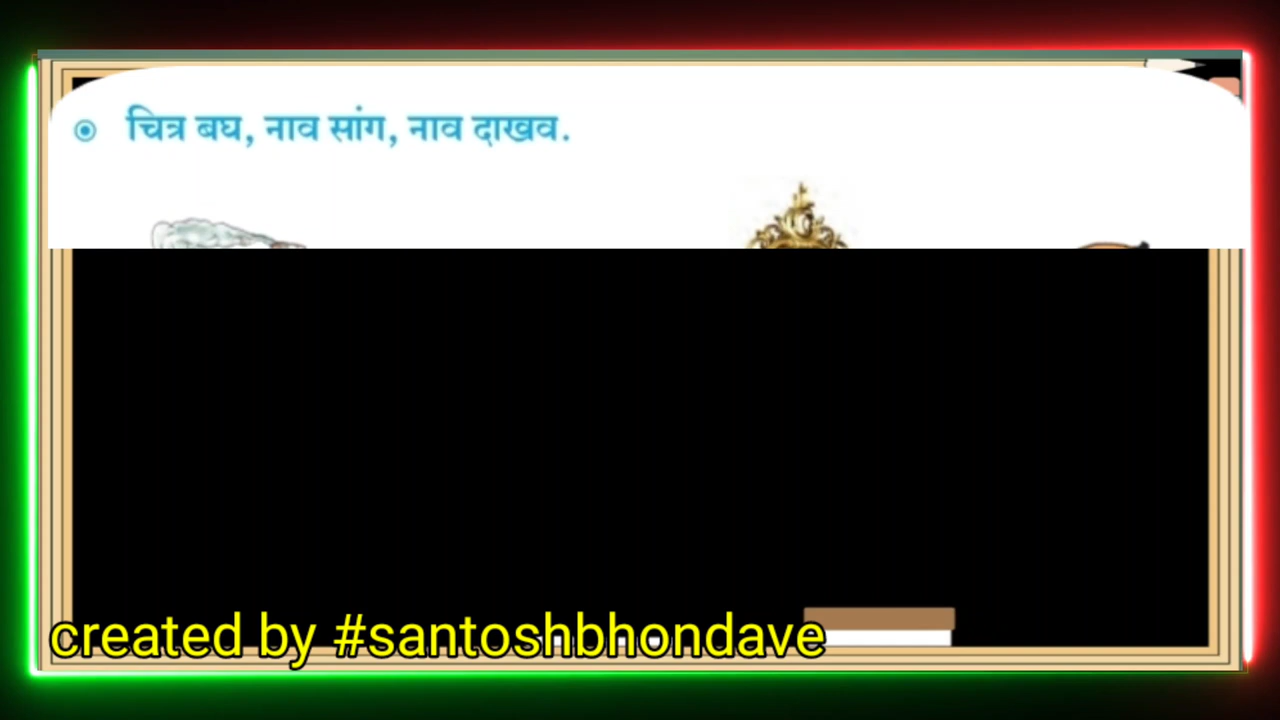 चित्र बघ, नाव सांग, नाव दाखव.
created by #santoshbhondave